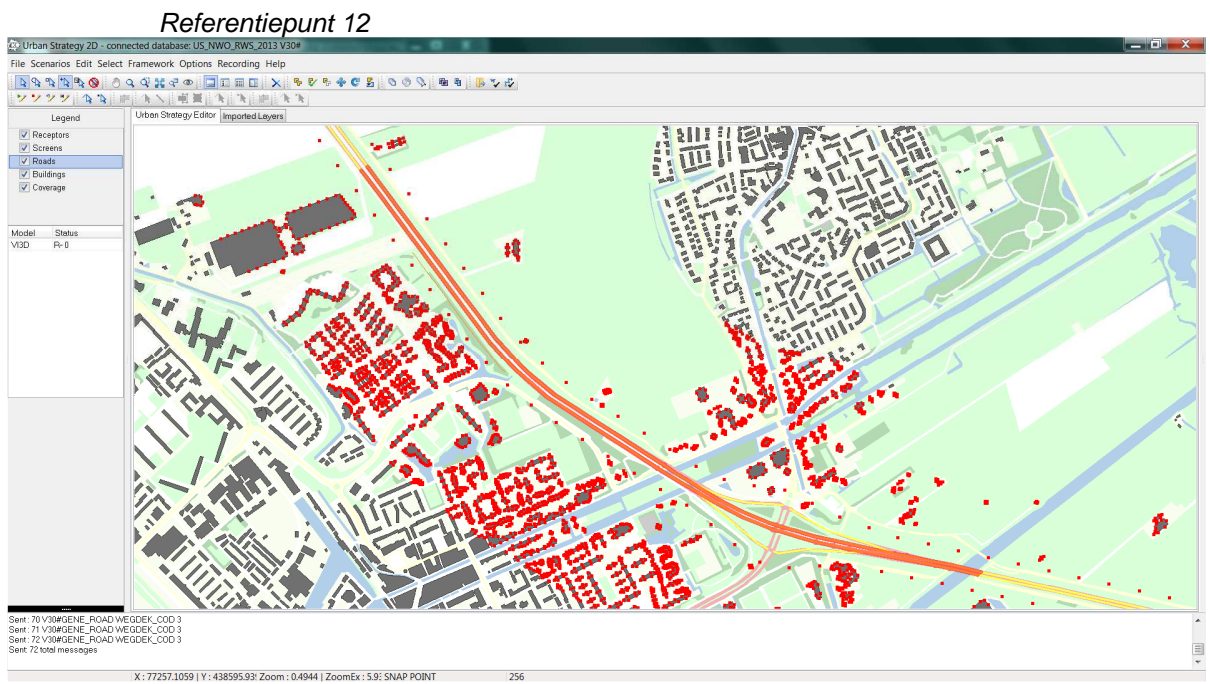 Referentiepunt 12
Urban Strategy 2D - connected database: US_NWO_RWS_2013 V30#
File Scenarios Edit Select Framework Options Recording Help
Legend
Urban Strategy Editor Imported Layers
Receptors
Screens
Roads
Buildings
Coverage
Model Status
VI3D R-0
Sent: 70 V30#GENE_ROAD WEGDEK_COD 3
Sent: 71 V30#GENE_ROAD WEGDEK_COD 3
Sent: 72 V30#GENE_ROAD WEGDEK_COD 3
Sent 72 total messages
X : 77257.1059 | Y : 438595.93 Zoom : 0.4944 | ZoomEx : 5.93 SNAP POINT 256